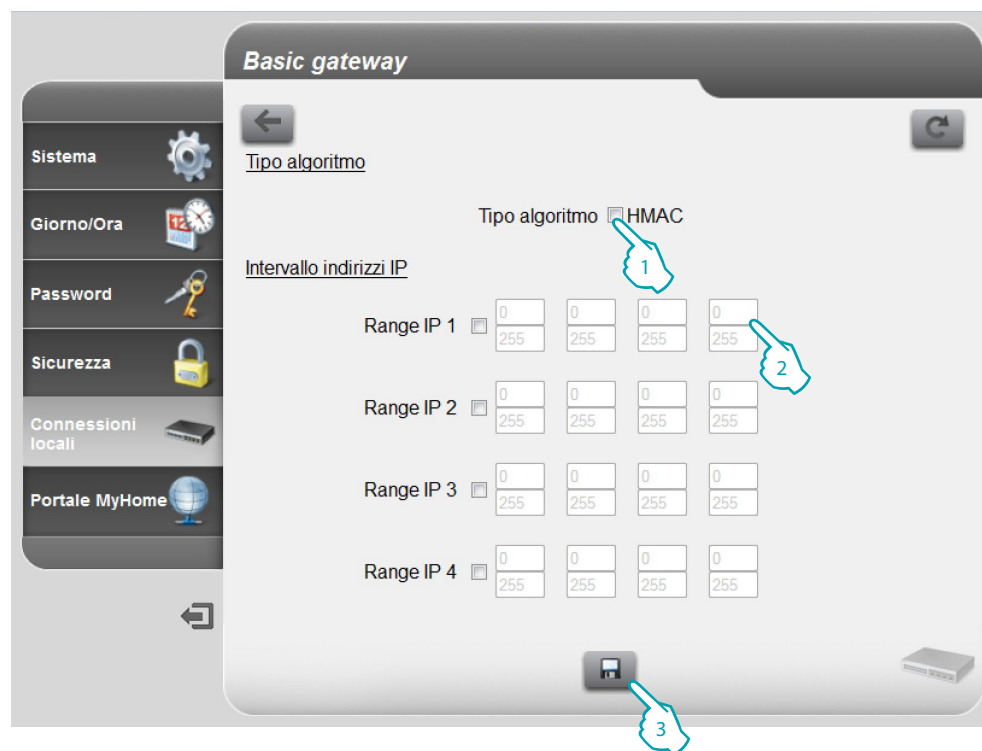 Basic gateway
Sistema
Giorno/Ora
12
Password
Sicurezza
Connessioni
locali
Portale MyHome
Tipo algoritmo
Tipo algoritmo HMAC
1
Intervallo indirizzi IP
Range IP 1 0 0 0 0
255 255 255 255
2
Range IP 2 0 0 0 0
255 255 255 255
Range IP 3 0 0 0 0
255 255 255 255
Range IP 4 0 0 0 0
255 255 255 255
3